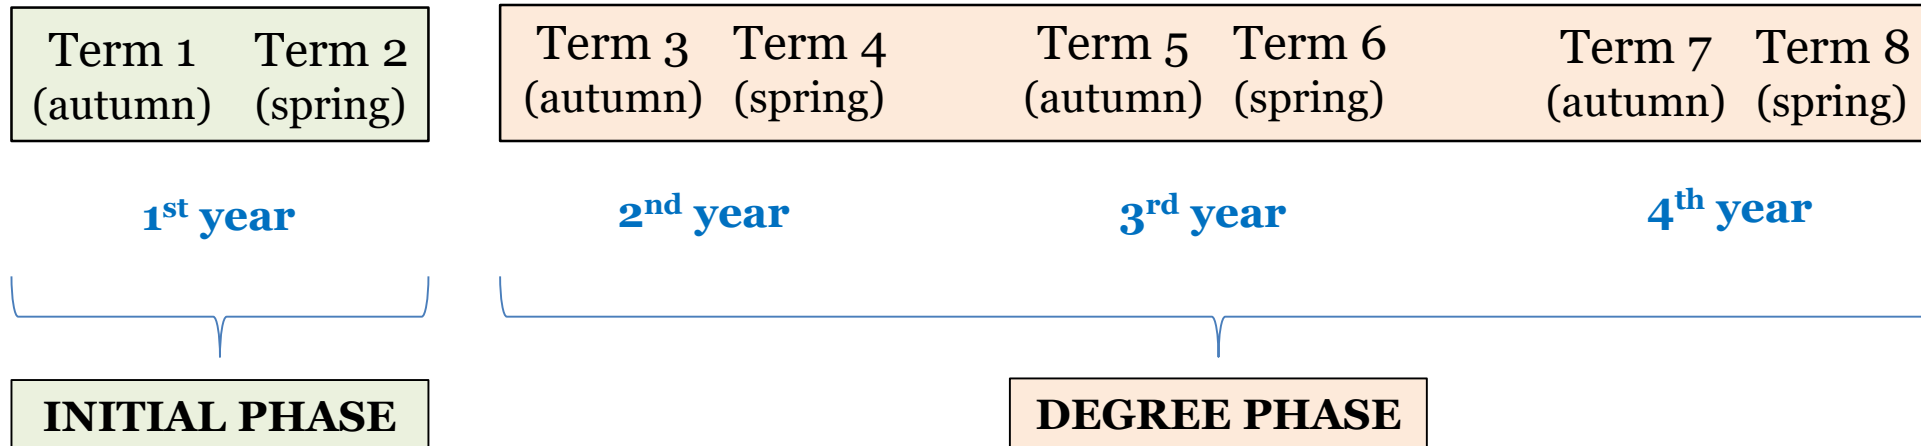 Term 1 Term 2 Term 3 Term 4 Term 5 Term 6 Term 7 Term 8
(autumn) (spring) (autumn) (spring) (autumn) (spring) (autumn) (spring)
1st year 2nd year 3rd year 4th year
INITIAL PHASE DEGREE PHASE